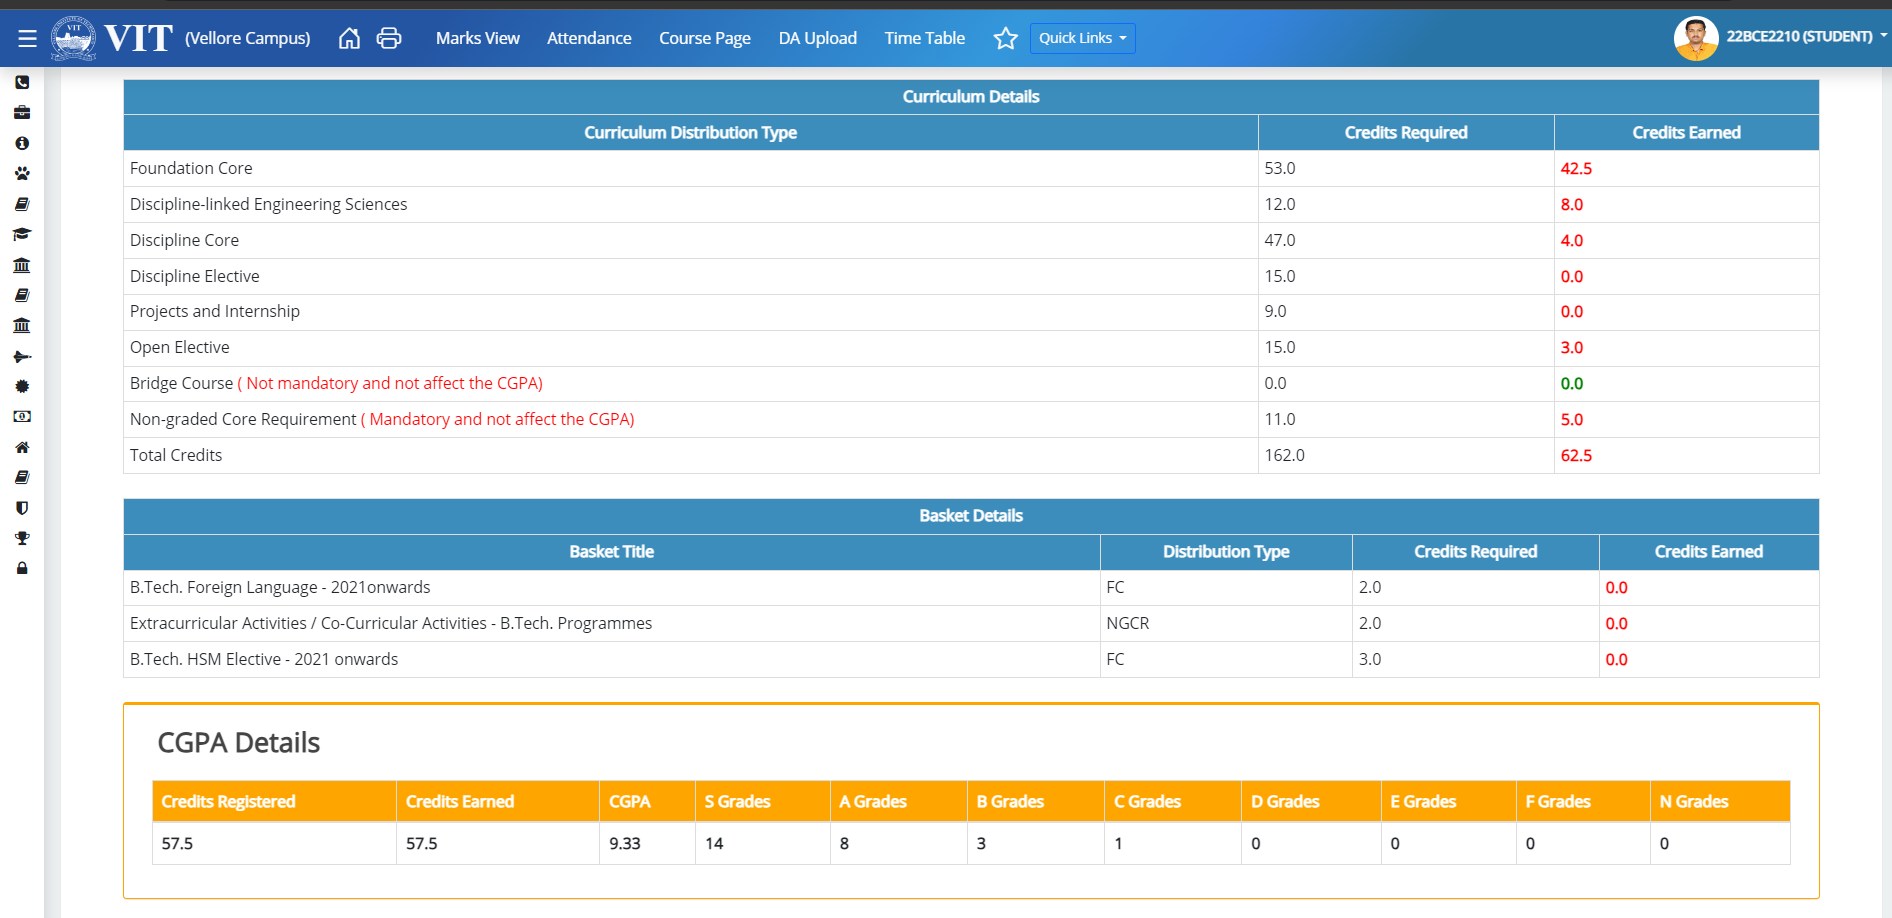 VIT (Vellore Campus) Marks View Attendance Course Page DA Upload Time Table Quick Links 22BCE2210 (STUDENT)
Curriculum Details
Curriculum Distribution Type Credits Required Credits Earned
Foundation Core 53.0 42.5
Discipline-linked Engineering Sciences 12.0 8.0
Discipline Core 47.0 4.0
Discipline Elective 15.0 0.0
Projects and Internship 9.0 0.0
Open Elective 15.0 3.0
Bridge Course ( Not mandatory and not affect the CGPA) 0.0 0.0
Non-graded Core Requirement ( Mandatory and not affect the CGPA) 11.0 5.0
Total Credits 162.0 62.5
Basket Details
Basket Title Distribution Type Credits Required Credits Earned
B.Tech. Foreign Language - 2021onwards FC 2.0 0.0
Extracurricular Activities / Co-Curricular Activities - B.Tech. Programmes NGCR 2.0 0.0
B.Tech. HSM Elective - 2021 onwards FC 3.0 0.0
CGPA Details
Credits Registered Credits Earned CGPA S Grades A Grades B Grades C Grades D Grades E Grades F Grades N Grades
57.5 57.5 9.33 14 8 3 1 0 0 0 0